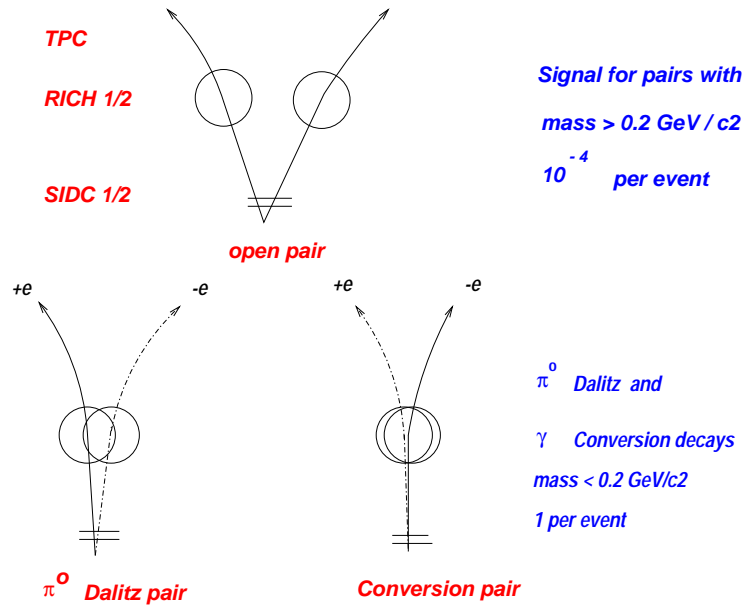 TPC
RICH 1/2
SIDC 1/2
Signal for pairs with
mass > 0.2 GeV / c2
10⁻⁴ per event
open pair
+e
-e
+e
-e
π⁰ Dalitz and
γ Conversion decays
mass < 0.2 GeV/c2
1 per event
π⁰ Dalitz pair
Conversion pair